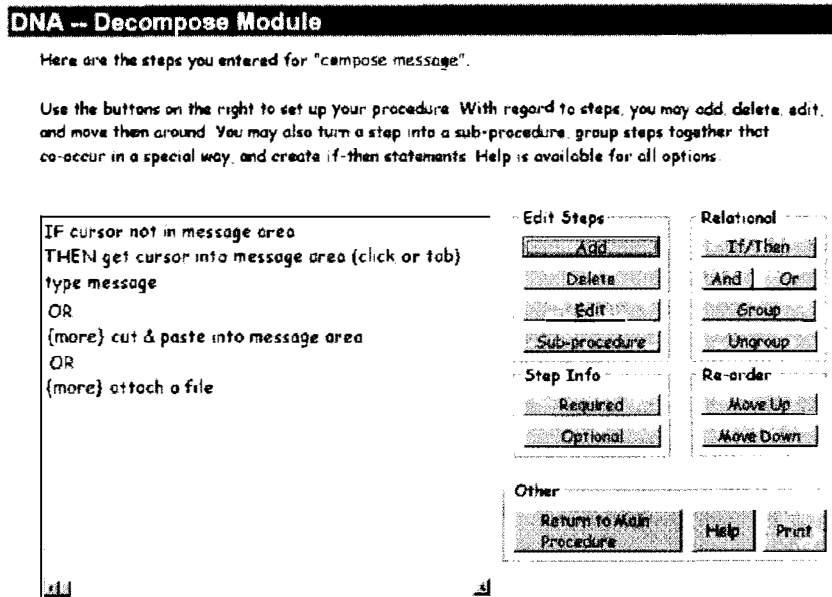 DNA -- Decompose Module
Here are the steps you entered for "compose message".
Use the buttons on the right to set up your procedure. With regard to steps, you may add, delete, edit,
and move them around. You may also turn a step into a sub-procedure, group steps together that
co-occur in a special way, and create if-then statements. Help is available for all options.
IF cursor not in message area
THEN get cursor into message area (click or tab)
type message
OR
{more} cut & paste into message area
OR
{more} attach a file
Edit Steps
Add
Delete
Edit
Sub-procedure
Relational
If/Then
And Or
Group
Ungroup
Step Info
Required
Optional
Re-order
Move Up
Move Down
Other
Return to Main
Procedure
Help
Print